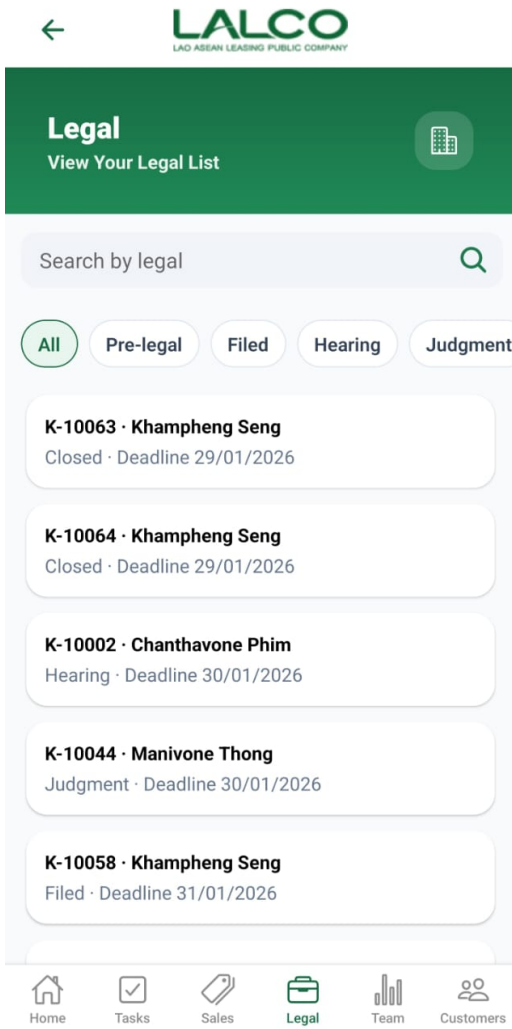 LALCO
LAO ASEAN LEASING PUBLIC COMPANY
Legal
View Your Legal List
Search by legal
All Pre-legal Filed Hearing Judgment
K-10063 · Khampheng Seng
Closed · Deadline 29/01/2026
K-10064 · Khampheng Seng
Closed · Deadline 29/01/2026
K-10002 · Chanthavone Phim
Hearing · Deadline 30/01/2026
K-10044 · Manivone Thong
Judgment · Deadline 30/01/2026
K-10058 · Khampheng Seng
Filed · Deadline 31/01/2026
Home Tasks Sales Legal Team Customers